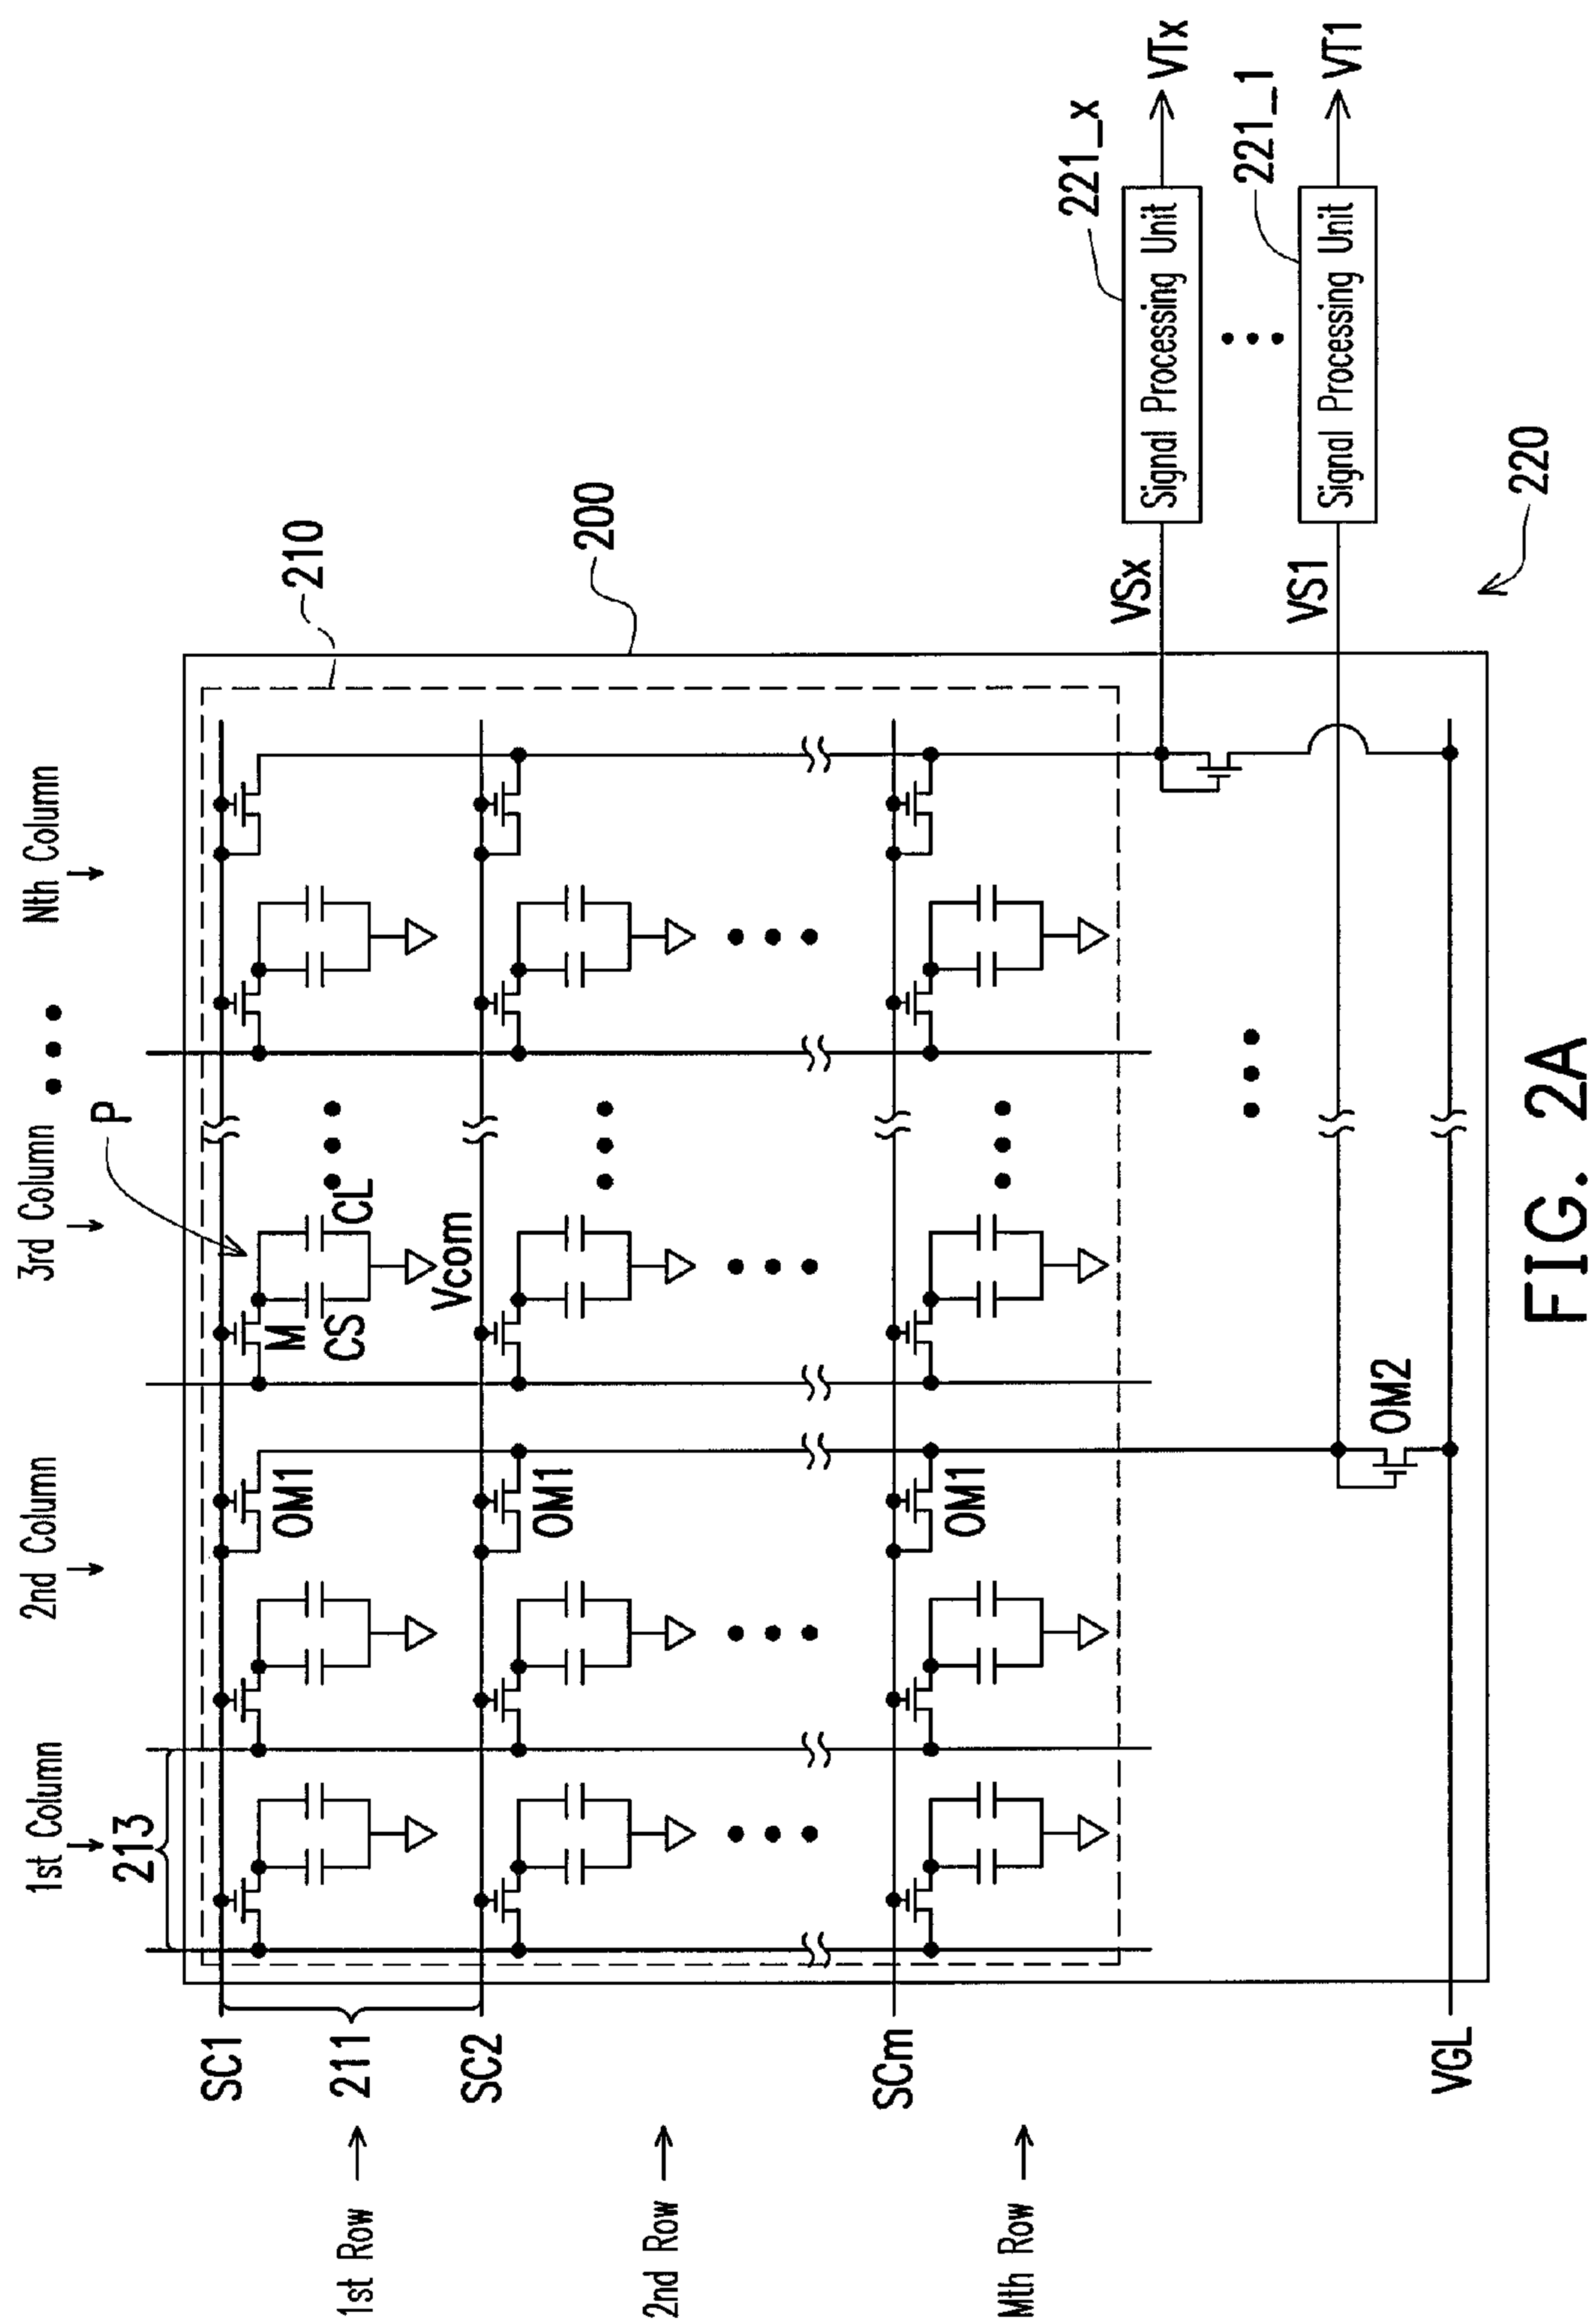 1st Column
2nd Column
3rd Column
Nth Column
213
P
210
200
1st Row
SC1
211
OM1
M
CS
CL
Vcom
2nd Row
SC2
OM1
Mth Row
SCm
OM1
VSx
Signal Processing Unit
221_x
VTx
VS1
Signal Processing Unit
221_1
VT1
OM2
VGL
220
FIG. 2A